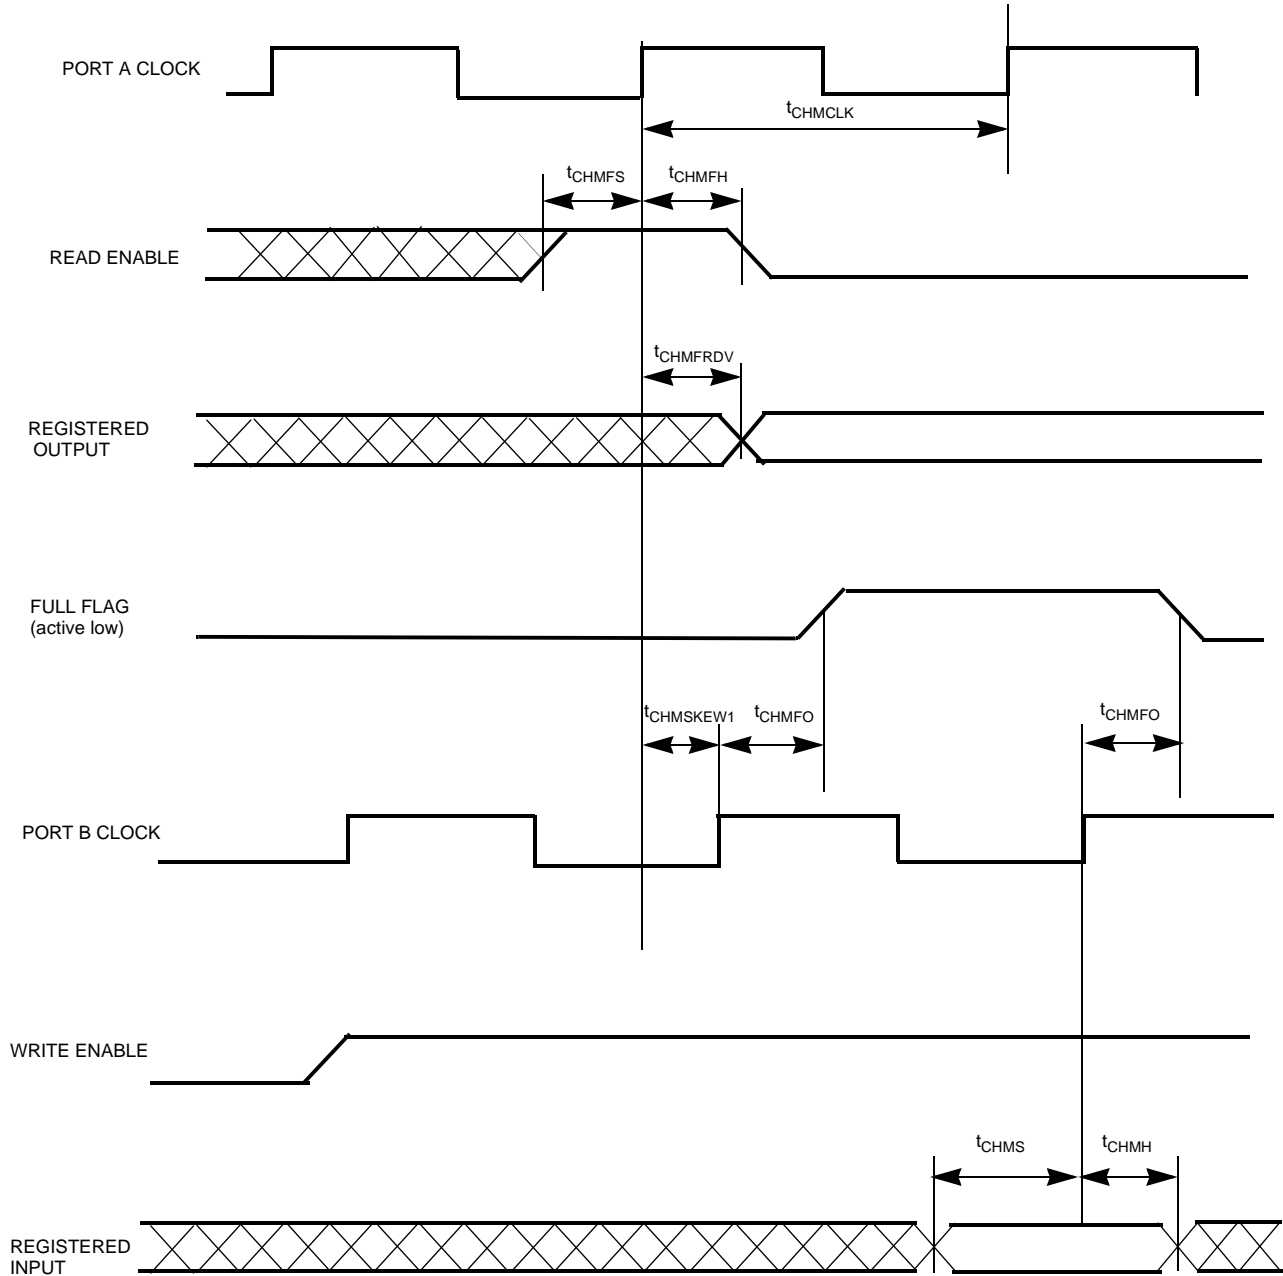 PORT A CLOCK
tCHMCLK
tCHMFS
tCHMFH
READ ENABLE
tCHMFRDV
REGISTERED
OUTPUT
FULL FLAG
(active low)
tCHMSKEW1
tCHMFO
tCHMFO
PORT B CLOCK
WRITE ENABLE
tCHMS
tCHMH
REGISTERED
INPUT